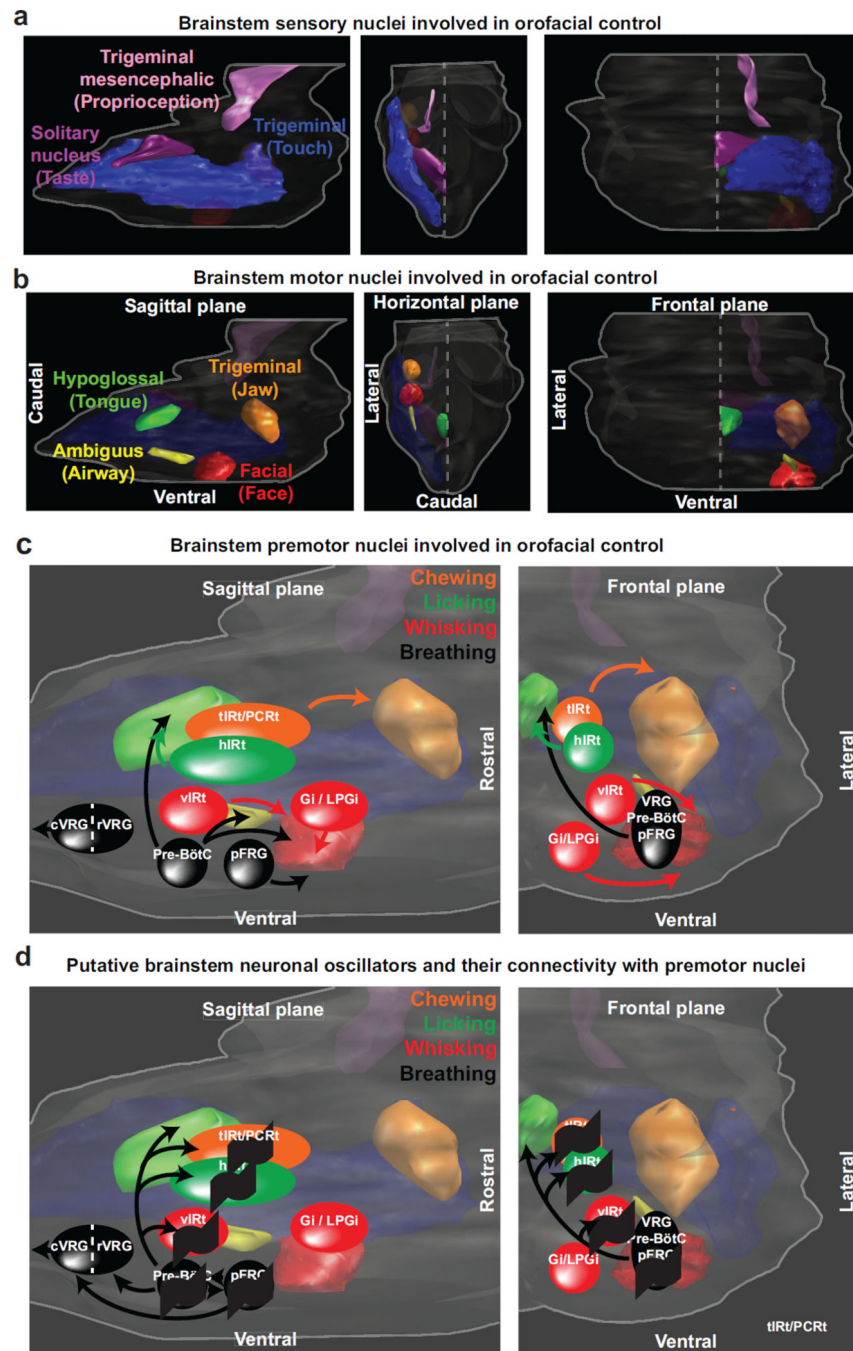 a
Brainstem sensory nuclei involved in orofacial control
Trigeminal
mesencephalic
(Proprioception)
Solitary
nucleus
(Taste)
Trigeminal
(Touch)
b
Brainstem motor nuclei involved in orofacial control
Sagittal plane
Caudal
Hypoglossal
(Tongue)
Trigeminal
(Jaw)
Ambiguus
(Airway)
Facial
(Face)
Ventral
Horizontal plane
Lateral
Caudal
Frontal plane
Lateral
Ventral
c
Brainstem premotor nuclei involved in orofacial control
Sagittal plane
Chewing
Licking
Whisking
Breathing
tIRt/PCRt
hIRt
vIRt
Gi / LPGi
cVRG
rVRG
Pre-BötC
pFRG
Rostral
Ventral
Frontal plane
tIRt
hIRt
vIRt
VRG
Pre-BötC
pFRG
Gi/LPGi
Lateral
Ventral
d
Putative brainstem neuronal oscillators and their connectivity with premotor nuclei
Sagittal plane
Chewing
Licking
Whisking
Breathing
tIRt/PCRt
vIRt
Gi / LPGi
cVRG
rVRG
Pre-BötC
Rostral
Ventral
Frontal plane
hIRt
vIRt
VRG
Pre-BötC
Gi/LPGi
Lateral
Ventral
tIRt/PCRt